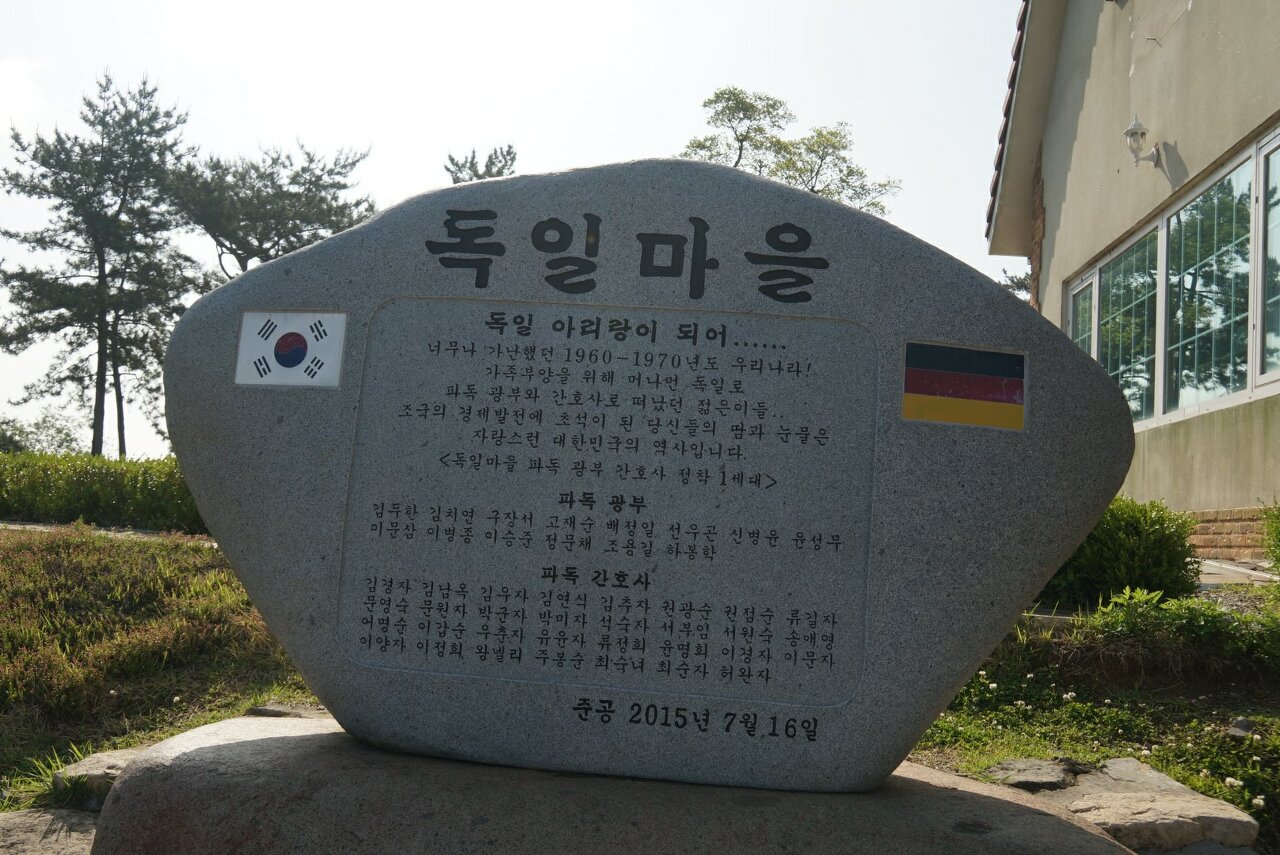 독일마을
독일 아리랑이 되어......
너무나 가난했던 1960-1970년도 우리나라!
가족부양을 위해 머나먼 독일로
파독 광부와 간호사로 떠났던 젊은이들..
조국의 경제발전에 초석이 된 당신들의 땀과 눈물은
자랑스런 대한민국의 역사입니다.
<독일마을 파독 광부 간호사 정착 1세대>
파독 광부
김두한 김치연 구장서 고재순 배정일 선우곤 신병윤 윤성무
이문삼 이병종 이승준 정문채 조용길 하봉학
파독 간호사
김경자 김남옥 김우자 김연식 김추자 원광순 원점순 류길자
문영숙 문원자 박군자 박미자 석숙자 서부임 서원숙 송애영
어명순 이갑순 우춘자 유윤자 류정희 윤명희 이경자 이문자
이양자 이정희 왕넬리 주봉순 최숙녀 최순자 허완자
준공 2015년 7월 16일